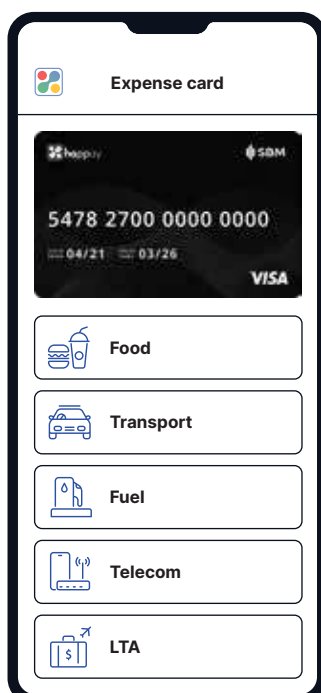 Expense card
happay
SBM
5478 2700 0000 0000
04/21 03/26
VISA
Food
Transport
Fuel
Telecom
$
LTA